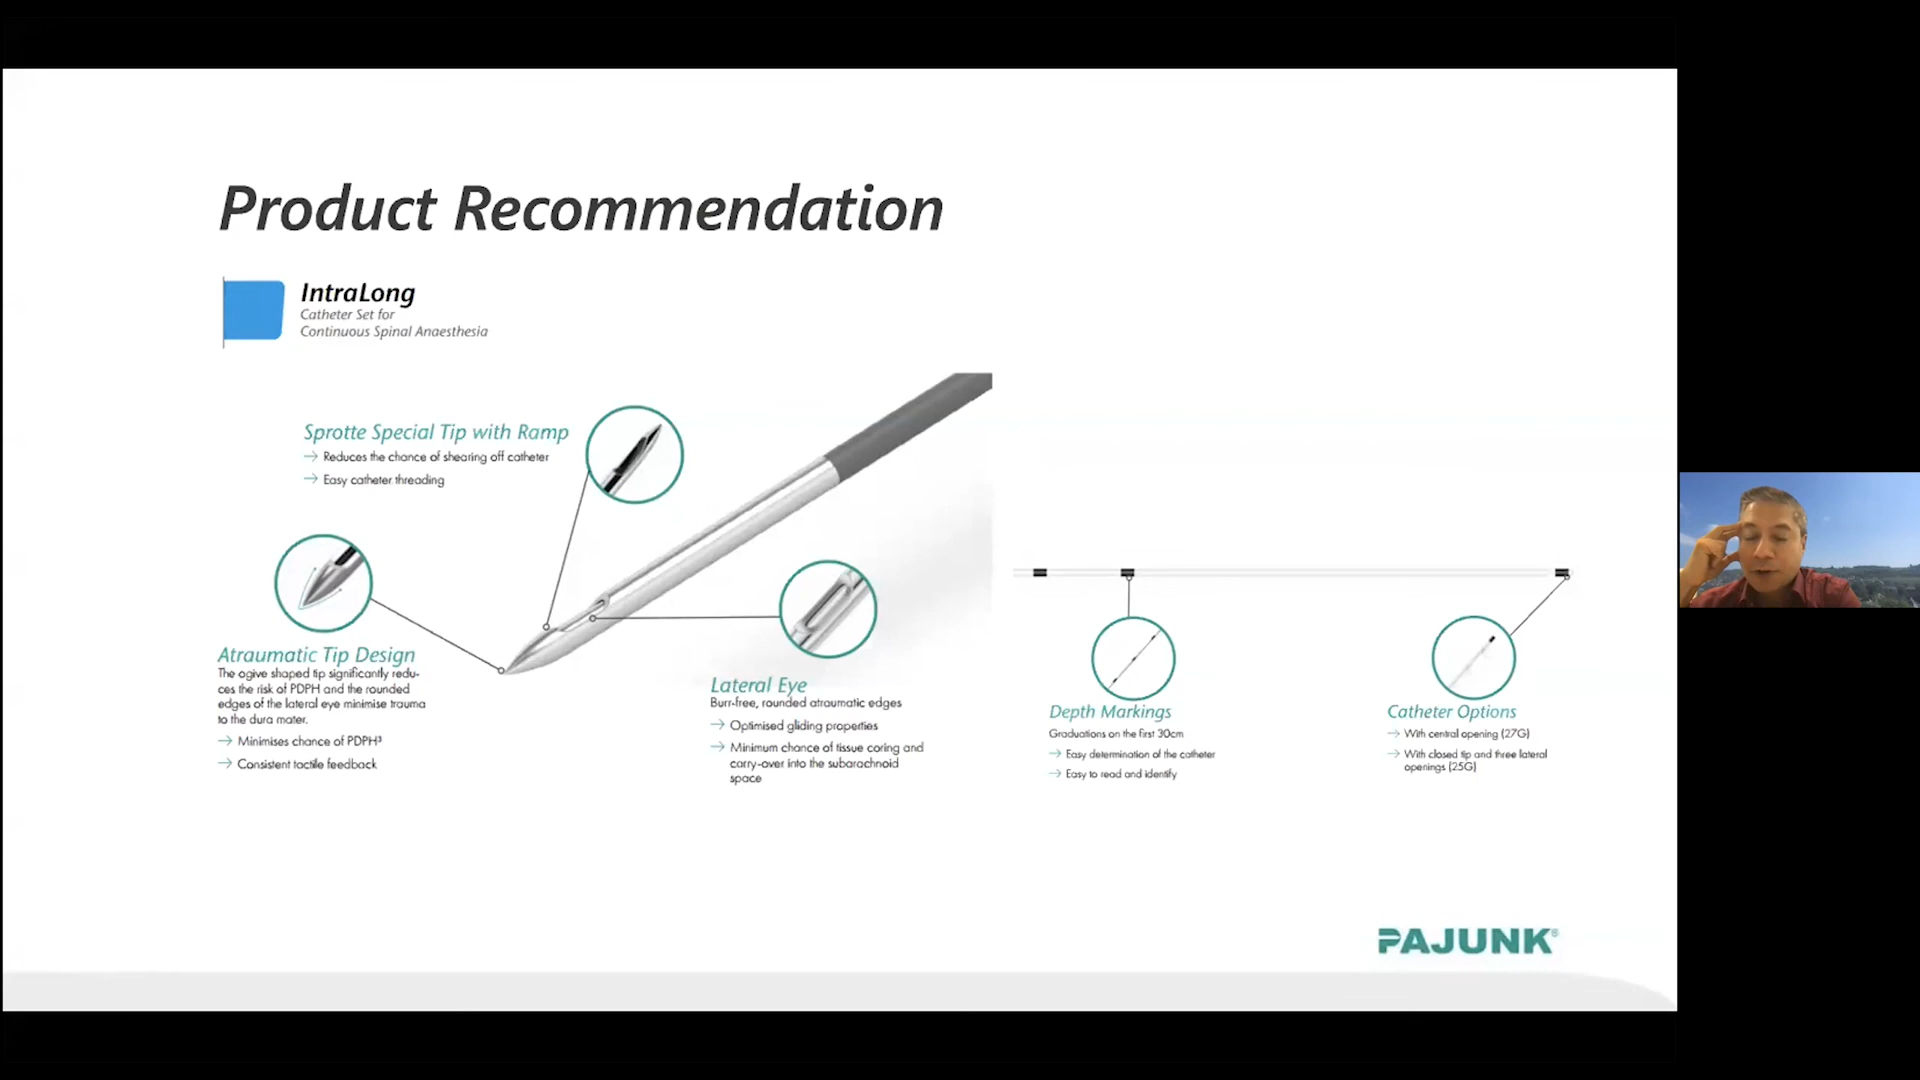 Product Recommendation
IntraLong
Catheter Set for
Continuous Spinal Anaesthesia
Sprotte Special Tip with Ramp
→ Reduces the chance of shearing off catheter
→ Easy catheter threading
Atraumatic Tip Design
The ogive shaped tip significantly redu-
ces the risk of PDPH and the rounded
edges of the lateral eye minimise trauma
to the dura mater.
→ Minimises chance of PDPH³
→ Consistent tactile feedback
Lateral Eye
Burr-free, rounded atraumatic edges
→ Optimised gliding properties
→ Minimum chance of tissue coring and
carry-over into the subarachnoid
space
Depth Markings
Graduations on the first 30cm
→ Easy determination of the catheter
→ Easy to read and identify
Catheter Options
→ With central opening (27G)
→ With closed tip and three lateral
openings (25G)
PAJUNK®